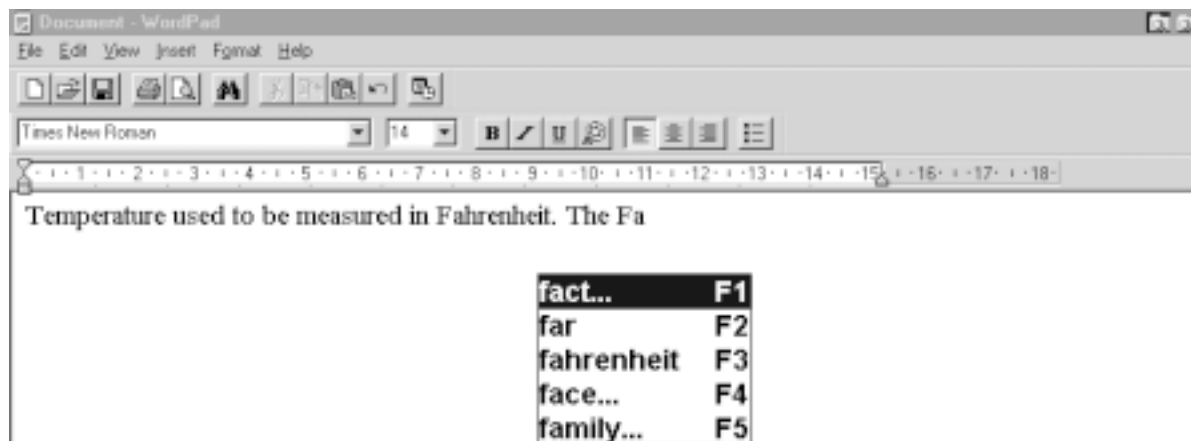 Document - WordPad
File Edit View Insert Format Help
Times New Roman 14 B I U
1 2 3 4 5 6 7 8 9 10 11 12 13 14 15 16 17 18
Temperature used to be measured in Fahrenheit. The Fa
fact... F1
far F2
fahrenheit F3
face... F4
family... F5